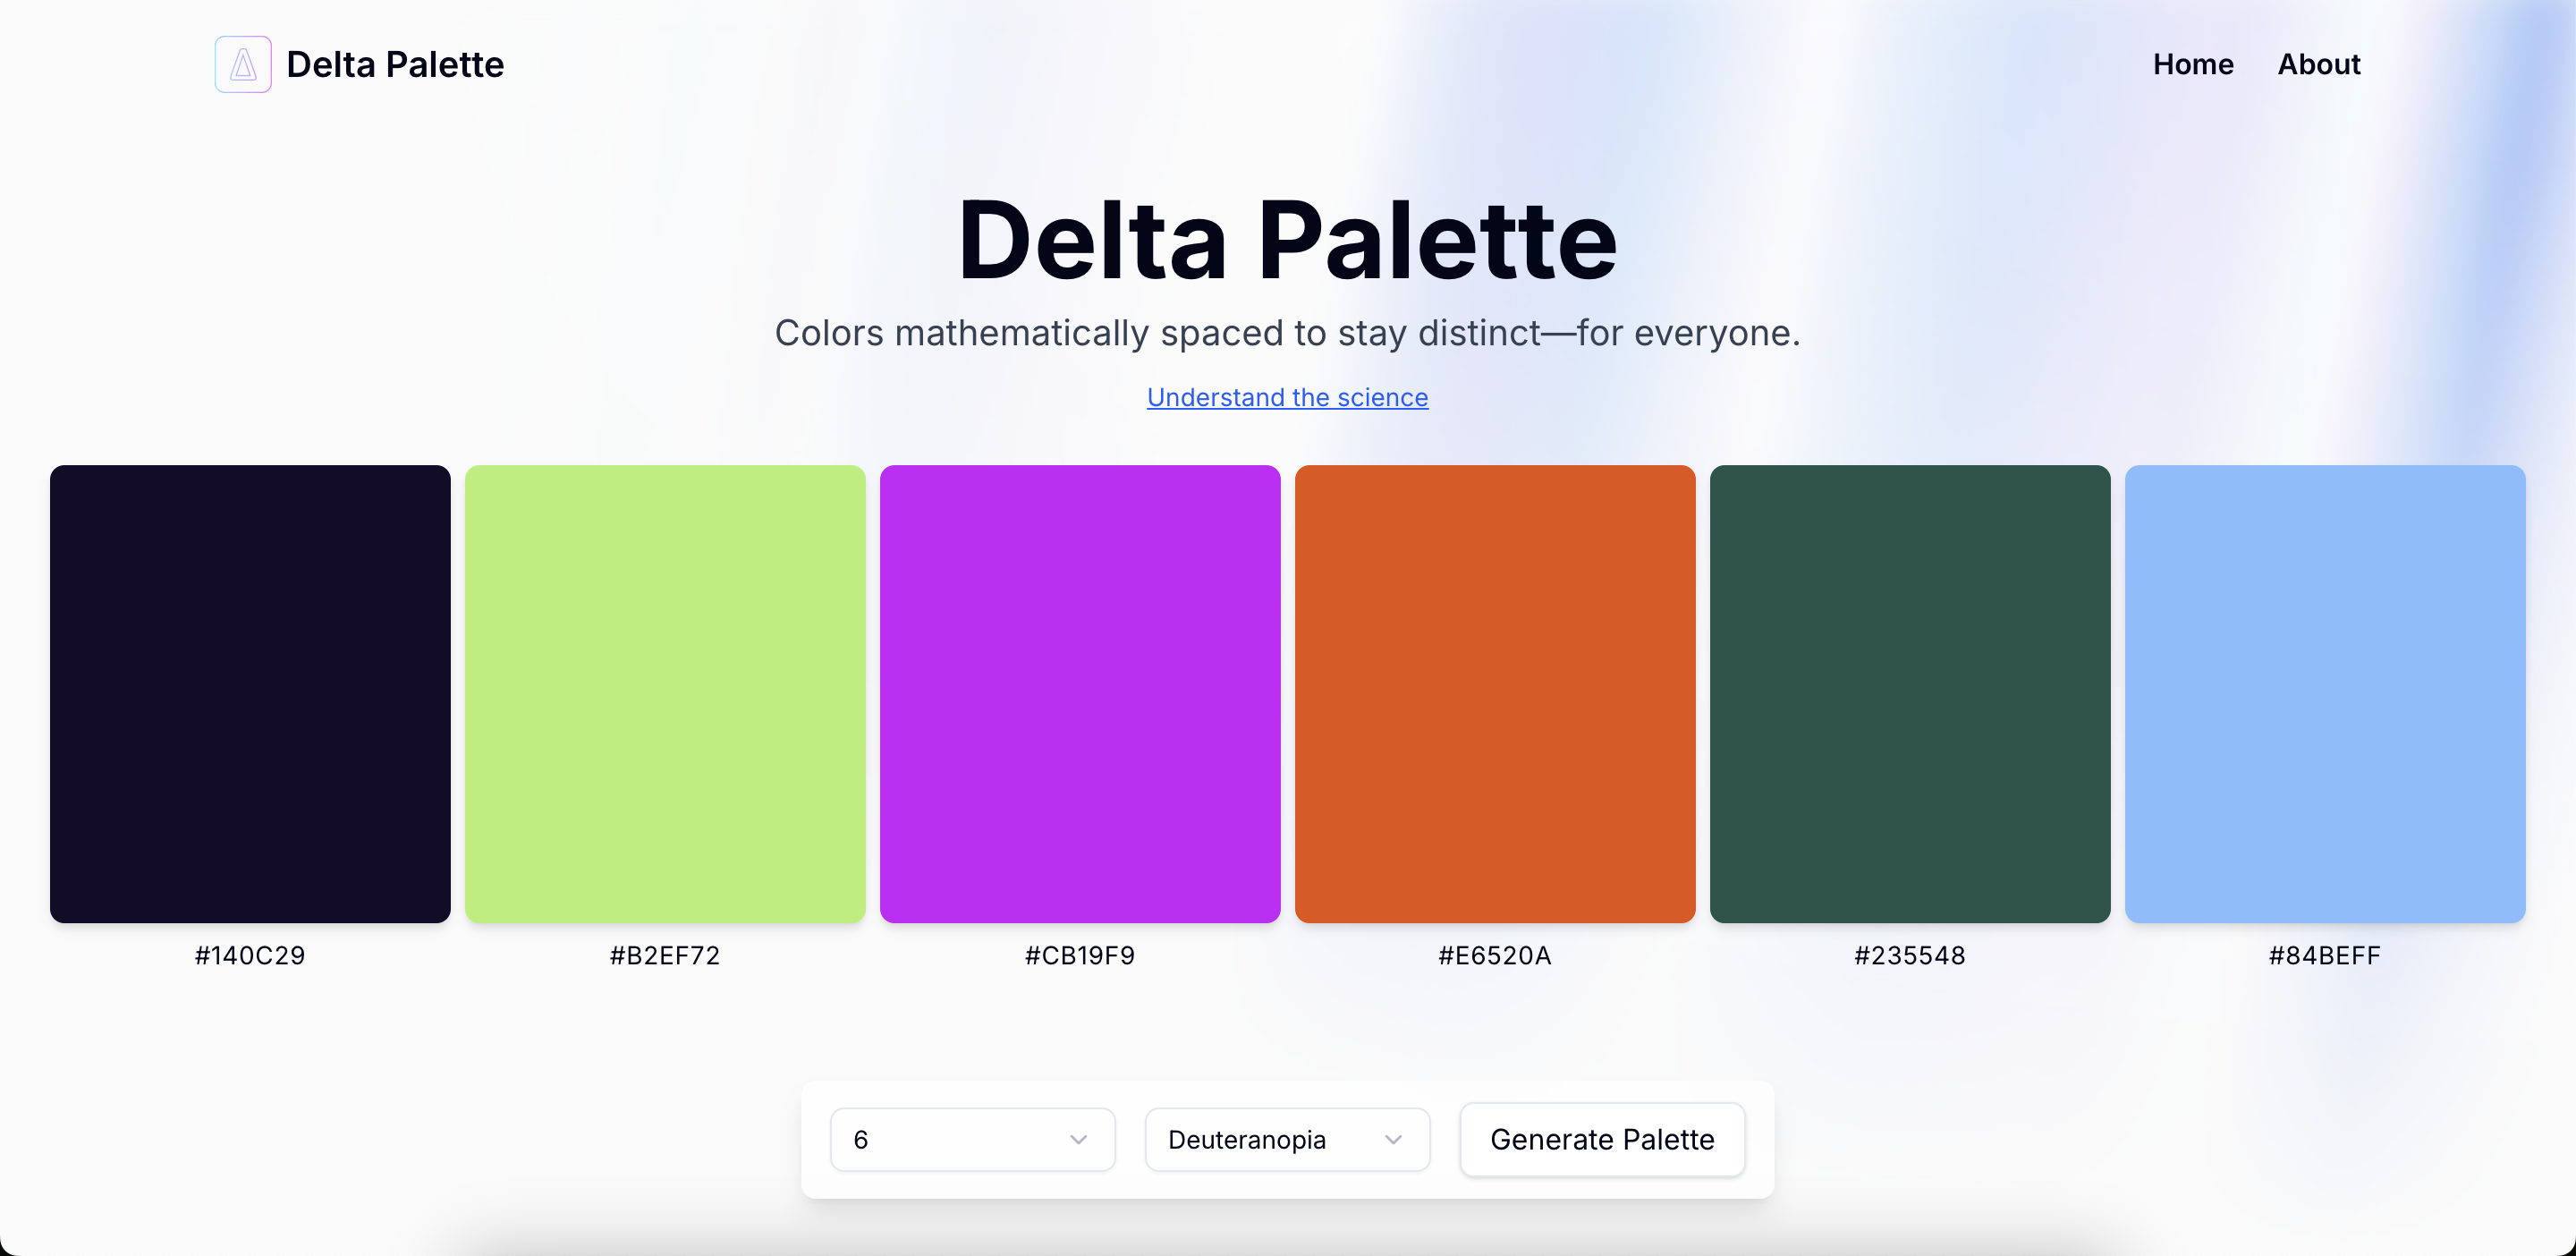 Delta Palette
Home About
Delta Palette
Colors mathematically spaced to stay distinct—for everyone.
Understand the science
#140C29 #B2EF72 #CB19F9 #E6520A #235548 #84BEFF
6 Deuteranopia Generate Palette